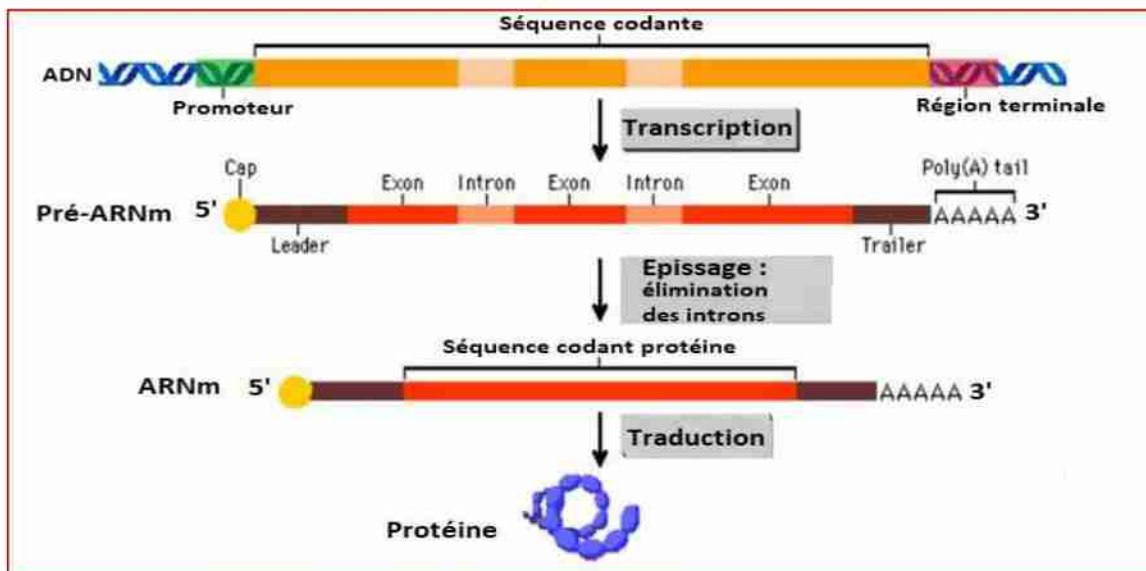 Séquence codante
ADN
Promoteur
Région terminale
Transcription
Cap
Exon Intron Exon Intron Exon
Poly(A) tail
Pré-ARNm 5' AAAAA 3'
Leader
Trailer
Epissage :
élimination
des introns
Séquence codant protéine
ARNm 5' AAAAA 3'
Traduction
Protéine